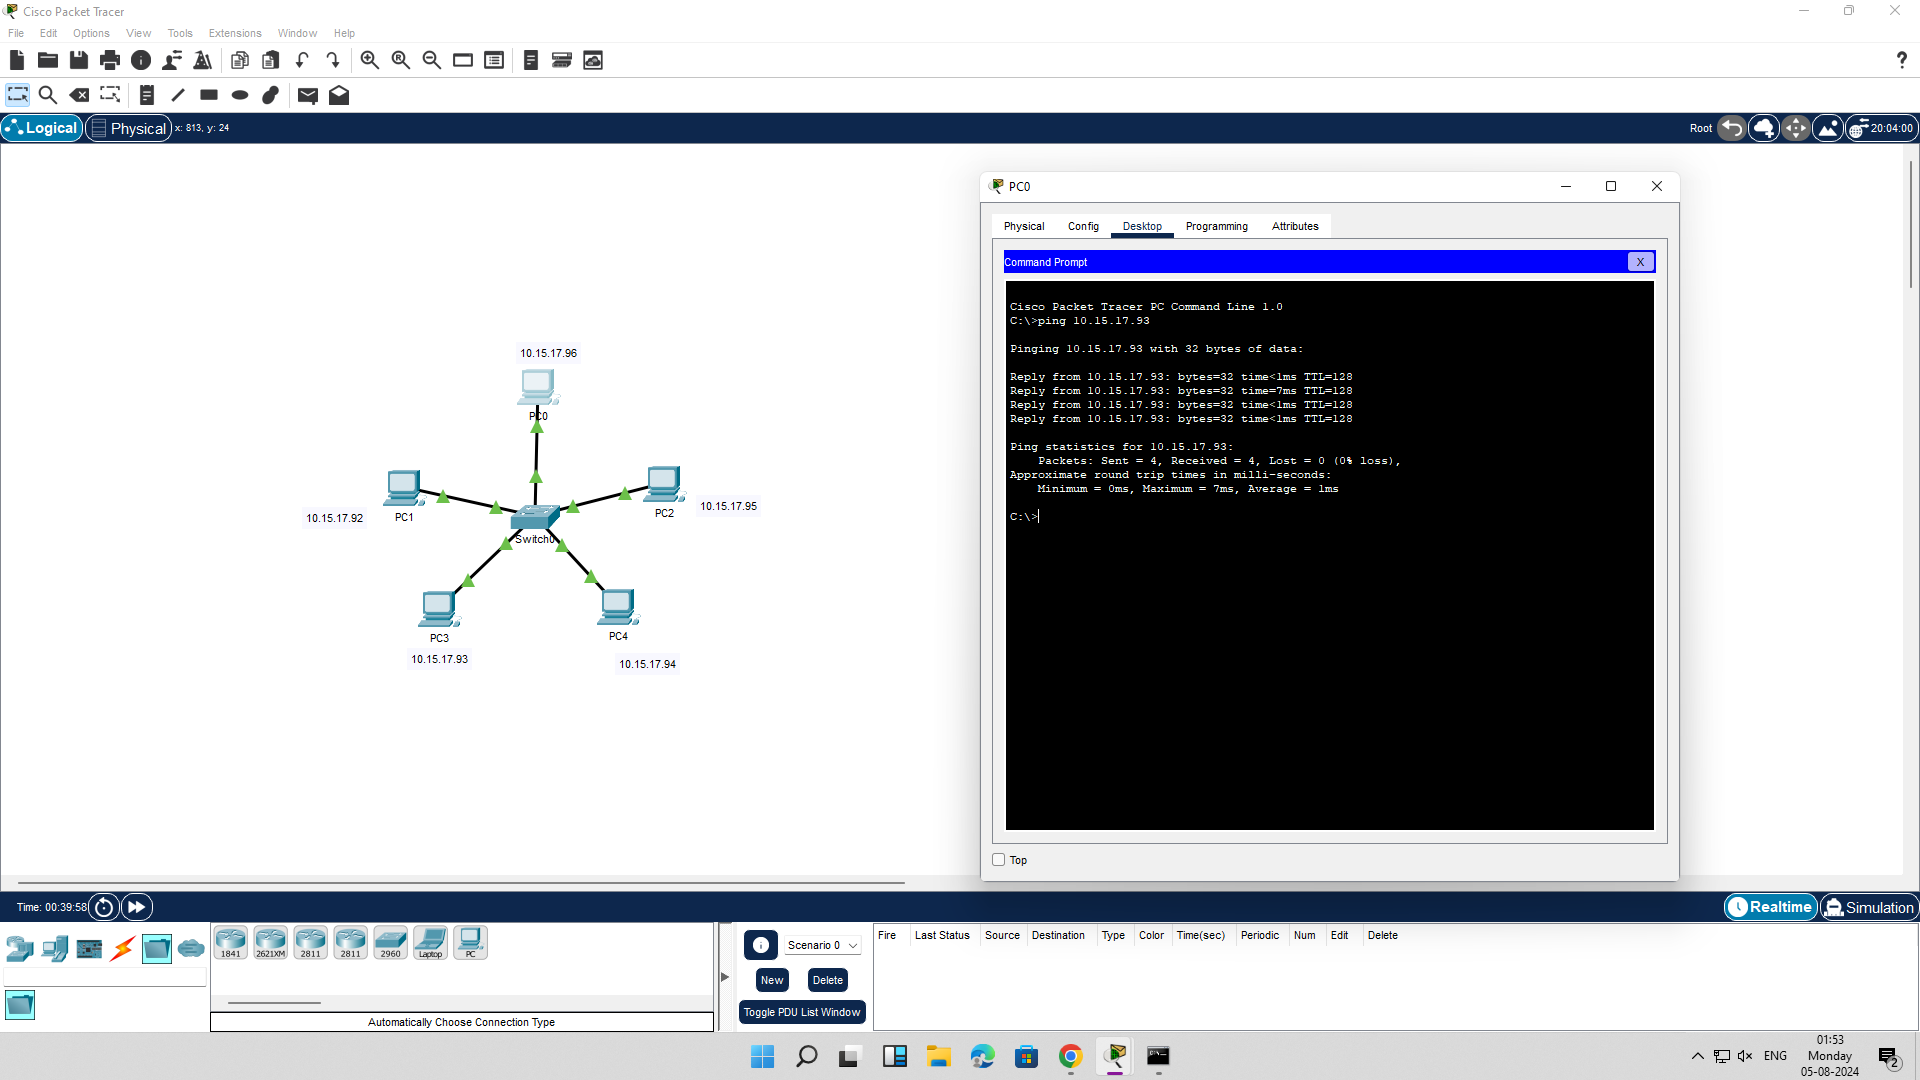 Cisco Packet Tracer
File Edit Options View Tools Extensions Window Help
?
Logical Physical x: 813, y: 24
Root 20:04:00
10.15.17.96
PC0
PC1
10.15.17.92
PC2
10.15.17.95
Switch0
PC3
10.15.17.93
PC4
10.15.17.94
PC0
Physical Config Desktop Programming Attributes
Command Prompt
X
Cisco Packet Tracer PC Command Line 1.0
C:\>ping 10.15.17.93
Pinging 10.15.17.93 with 32 bytes of data:
Reply from 10.15.17.93: bytes=32 time<1ms TTL=128
Reply from 10.15.17.93: bytes=32 time=7ms TTL=128
Reply from 10.15.17.93: bytes=32 time<1ms TTL=128
Reply from 10.15.17.93: bytes=32 time<1ms TTL=128
Ping statistics for 10.15.17.93:
Packets: Sent = 4, Received = 4, Lost = 0 (0% loss),
Approximate round trip times in milli-seconds:
Minimum = 0ms, Maximum = 7ms, Average = 1ms
C:\>
Top
Time: 00:39:58
Realtime Simulation
1841 2621XM 2811 2811 2960 Laptop PC
Automatically Choose Connection Type
Scenario 0
New Delete
Toggle PDU List Window
Fire Last Status Source Destination Type Color Time(sec) Periodic Num Edit Delete
ENG
01:53
Monday
05-08-2024
2